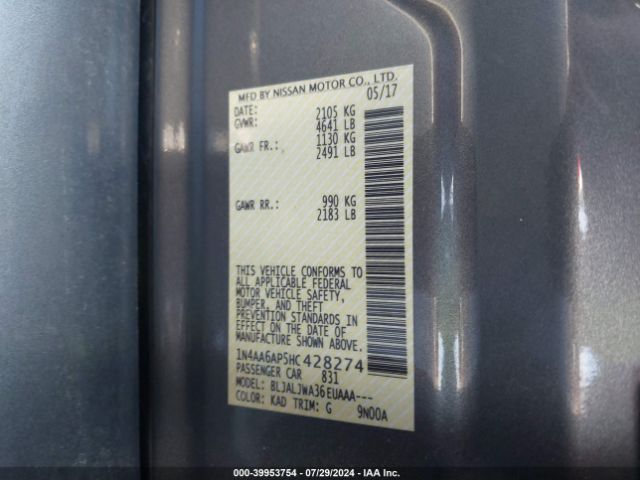 MFD BY NISSAN MOTOR CO., LTD.
DATE: 05/17
GVWR: 2105 KG
4641 LB
GAWR FR.: 1130 KG
2491 LB
GAWR RR.: 990 KG
2183 LB
THIS VEHICLE CONFORMS TO
ALL APPLICABLE FEDERAL
MOTOR VEHICLE SAFETY,
BUMPER, AND THEFT
PREVENTION STANDARDS IN
EFFECT ON THE DATE OF
MANUFACTURE SHOWN ABOVE.
1N4AA6AP5HC428274
PASSENGER CAR 831
MODEL: BLJALJWA36EUAAA---
COLOR: KAD TRIM: G 9N00A
000-39953754 | 07/29/2024 | IAA Inc.